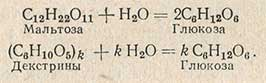 C₁₂H₂₂O₁₁ + H₂O = 2C₆H₁₂O₆
Мальтоза Глюкоза
(C₆H₁₀O₅)ₖ + k H₂O = k C₆H₁₂O₆.
Декстрины Глюкоза